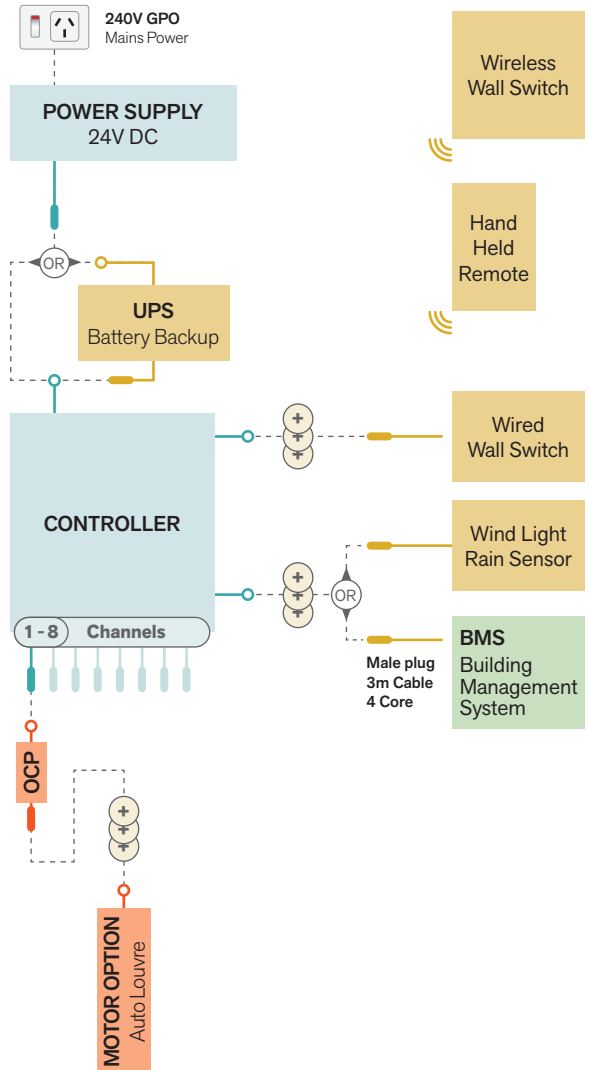 240V GPO
Mains Power
POWER SUPPLY
24V DC
OR
UPS
Battery Backup
Wireless
Wall Switch
Hand
Held
Remote
CONTROLLER
1 - 8 Channels
+
+
+
Wired
Wall Switch
+
+
+
OR
Wind Light
Rain Sensor
Male plug
3m Cable
4 Core
BMS
Building
Management
System
OCP
+
+
+
MOTOR OPTION
Auto Louvre